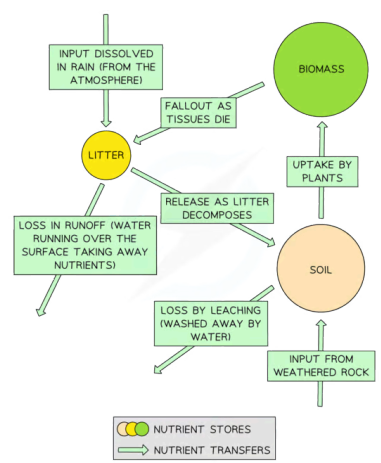 INPUT DISSOLVED
IN RAIN (FROM THE
ATMOSPHERE)
BIOMASS
FALLOUT AS
TISSUES DIE
LITTER
UPTAKE BY
PLANTS
RELEASE AS LITTER
DECOMPOSES
LOSS IN RUNOFF (WATER
RUNNING OVER THE
SURFACE TAKING AWAY
NUTRIENTS)
SOIL
LOSS BY LEACHING
(WASHED AWAY BY
WATER)
INPUT FROM
WEATHERED ROCK
NUTRIENT STORES
NUTRIENT TRANSFERS